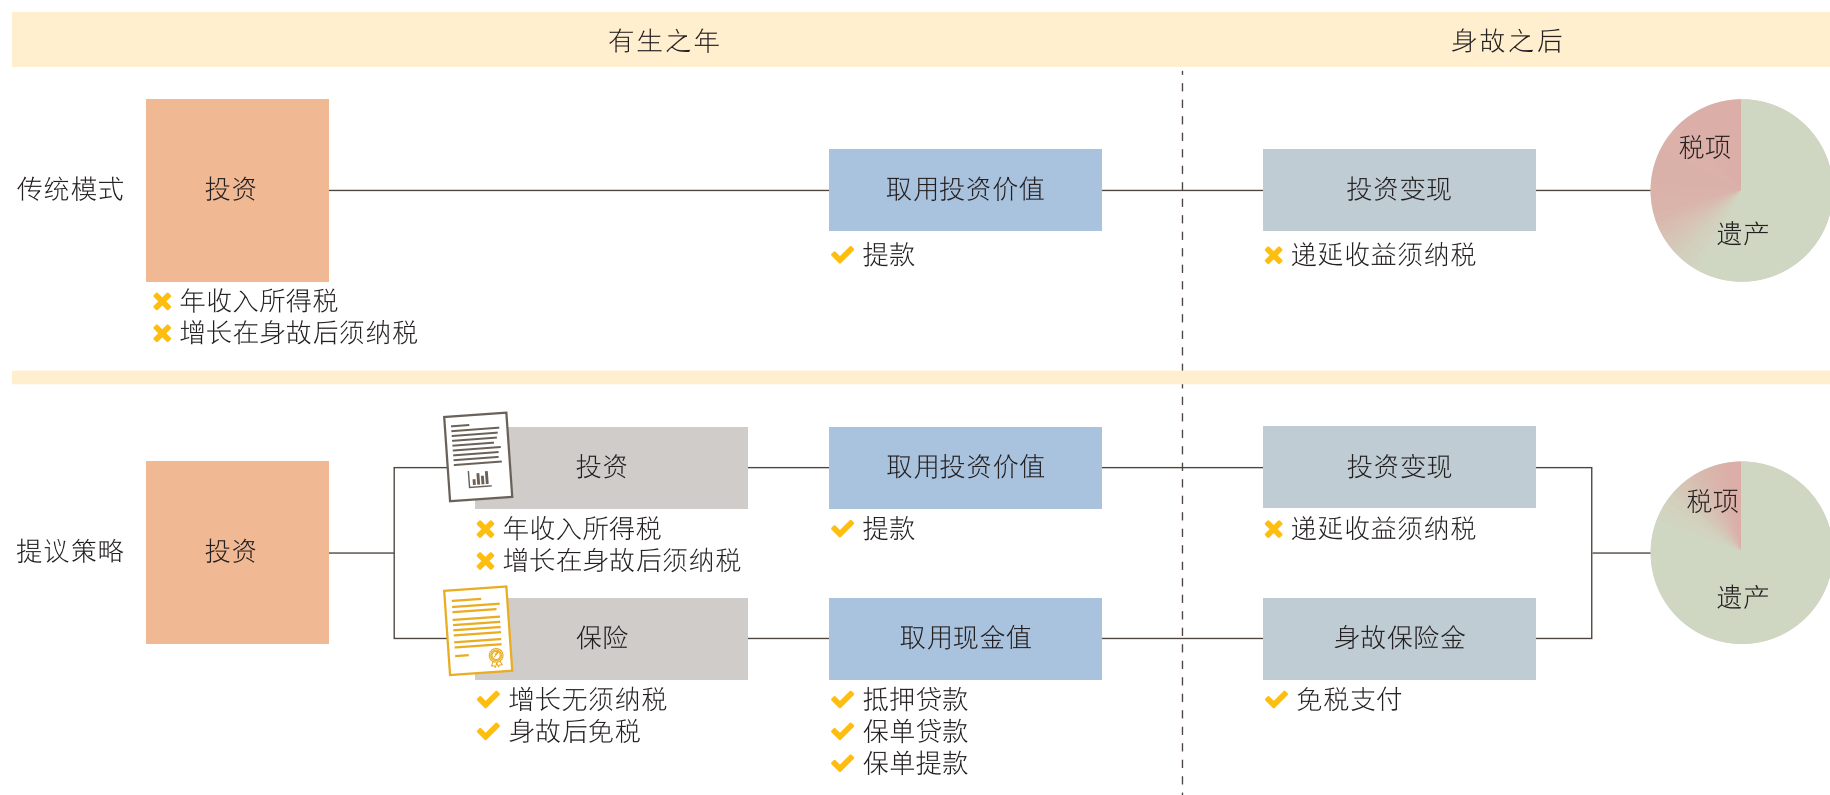 有生之年
身故之后
传统模式
投资
年收入所得税
增长在身故后须纳税
取用投资价值
提款
投资变现
递延收益须纳税
税项
遗产
提议策略
投资
投资
年收入所得税
增长在身故后须纳税
取用投资价值
提款
投资变现
递延收益须纳税
保险
增长无须纳税
身故后免税
取用现金值
抵押贷款
保单贷款
保单提款
身故保险金
免税支付
税项
遗产